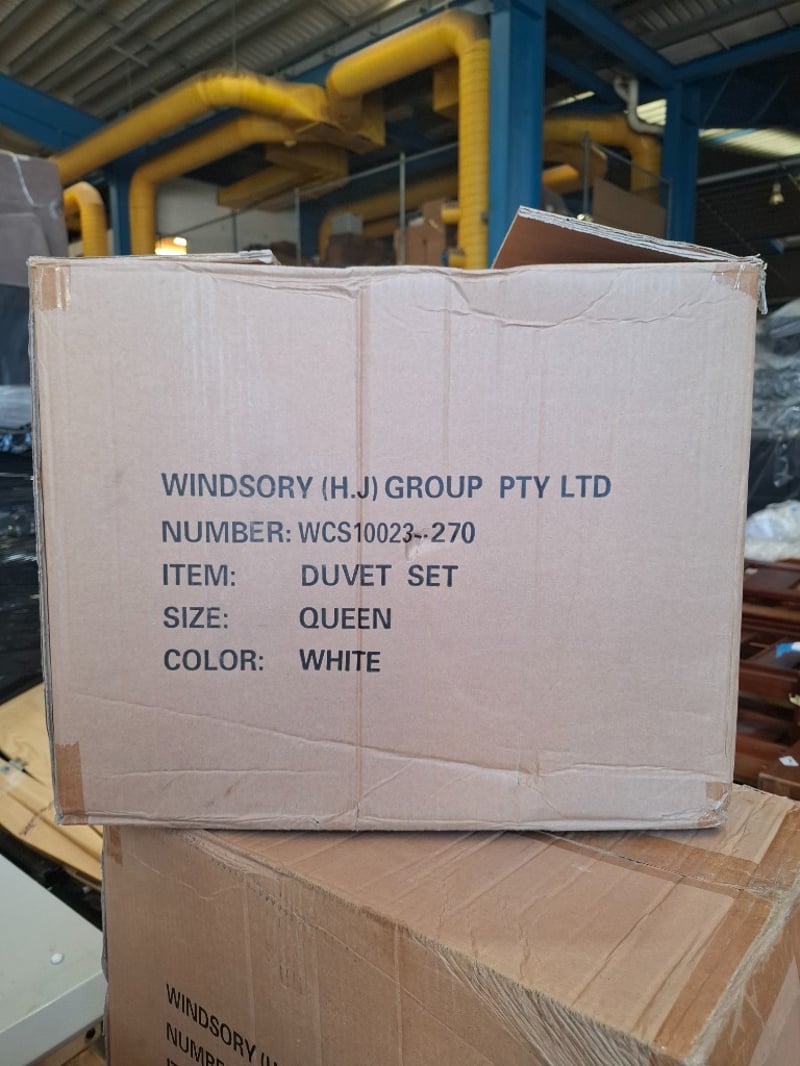 WINDSORY (H.J) GROUP PTY LTD
NUMBER: WCS10023--270
ITEM: DUVET SET
SIZE: QUEEN
COLOR: WHITE
WINDSORY